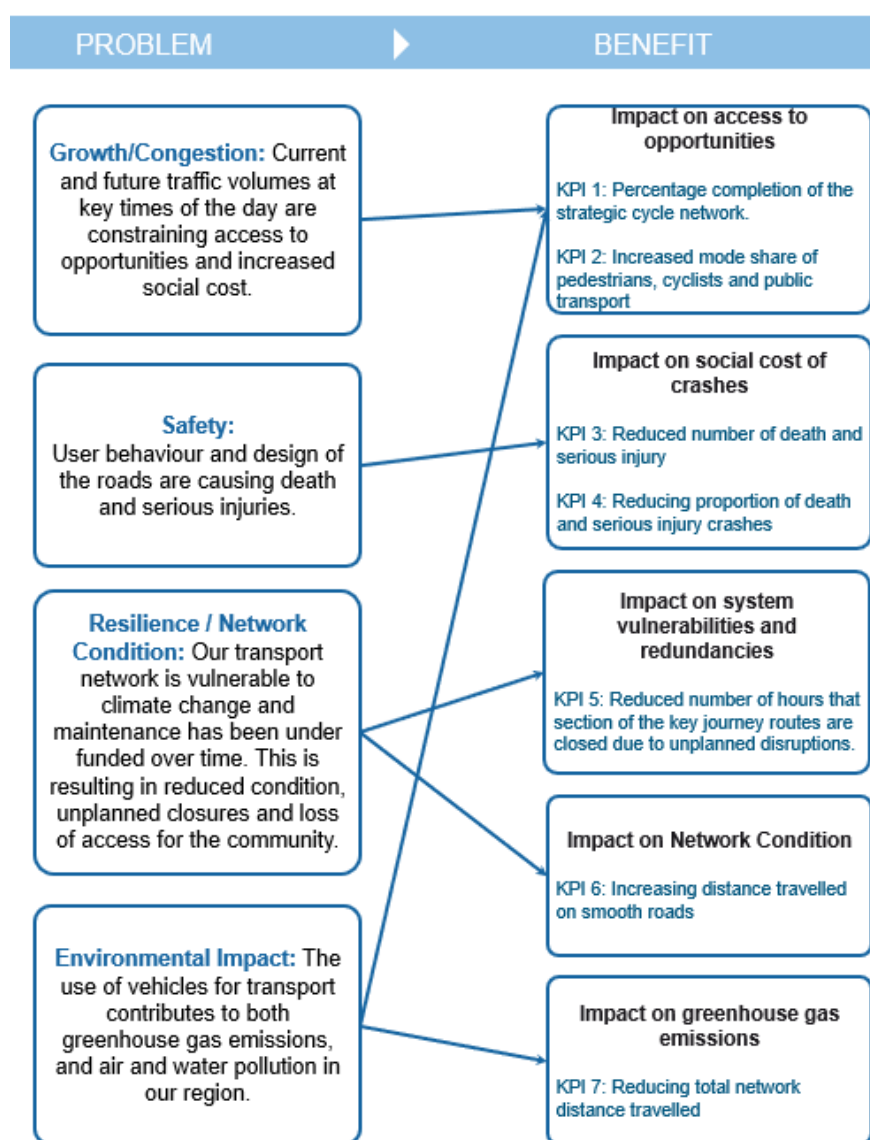 PROBLEM
BENEFIT
Growth/Congestion: Current
and future traffic volumes at
key times of the day are
constraining access to
opportunities and increased
social cost.
Impact on access to
opportunities
KPI 1: Percentage completion of the
strategic cycle network.
KPI 2: Increased mode share of
pedestrians, cyclists and public
transport
Safety:
User behaviour and design of
the roads are causing death
and serious injuries.
Impact on social cost of
crashes
KPI 3: Reduced number of death and
serious injury
KPI 4: Reducing proportion of death
and serious injury crashes
Resilience / Network
Condition: Our transport
network is vulnerable to
climate change and
maintenance has been under
funded over time. This is
resulting in reduced condition,
unplanned closures and loss
of access for the community.
Impact on system
vulnerabilities and
redundancies
KPI 5: Reduced number of hours that
section of the key journey routes are
closed due to unplanned disruptions.
Impact on Network Condition
KPI 6: Increasing distance travelled
on smooth roads
Environmental Impact: The
use of vehicles for transport
contributes to both
greenhouse gas emissions,
and air and water pollution in
our region.
Impact on greenhouse gas
emissions
KPI 7: Reducing total network
distance travelled